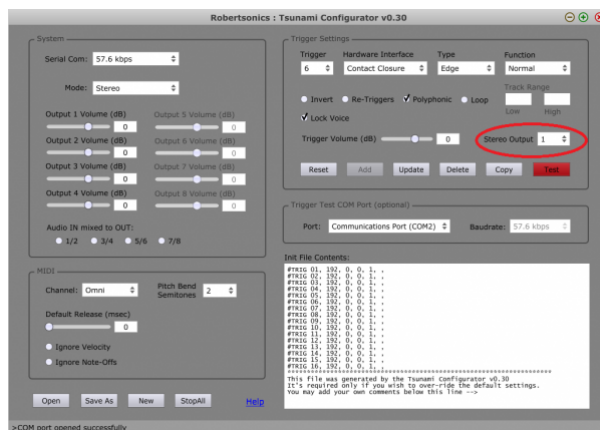 Robertsonics : Tsunami Configurator v0.30
System
Serial Com: 57.6 kbps
Mode: Stereo
Output 1 Volume (dB) Output 5 Volume (dB)
0 0
Output 2 Volume (dB) Output 6 Volume (dB)
0 0
Output 3 Volume (dB) Output 7 Volume (dB)
0 0
Output 4 Volume (dB) Output 8 Volume (dB)
0 0
Audio IN mixed to OUT:
1/2 3/4 5/6 7/8
MIDI
Channel: Omni Pitch Bend Semitones 2
Default Release (msec)
0
Ignore Velocity
Ignore Note-Offs
Open Save As New StopAll Help
Trigger Settings
Trigger Hardware Interface Type Function
6 Contact Closure Edge Normal
Invert Re-Triggers Polyphonic Loop Track Range
Lock Voice Low High
Trigger Volume (dB) 0 Stereo Output 1
Reset Add Update Delete Copy Test
Trigger Test COM Port (optional)
Port: Communications Port (COM2) Baudrate: 57.6 kbps
Init File Contents:
#TRIG 01, 192, 0, 0, 1, ,
#TRIG 02, 192, 0, 0, 1, ,
#TRIG 03, 192, 0, 0, 1, ,
#TRIG 04, 192, 0, 0, 1, ,
#TRIG 05, 192, 0, 0, 1, ,
#TRIG 06, 192, 0, 0, 1, ,
#TRIG 07, 192, 0, 0, 1, ,
#TRIG 08, 192, 0, 0, 1, ,
#TRIG 09, 192, 0, 0, 1, ,
#TRIG 10, 192, 0, 0, 1, ,
#TRIG 11, 192, 0, 0, 1, ,
#TRIG 12, 192, 0, 0, 1, ,
#TRIG 13, 192, 0, 0, 1, ,
#TRIG 14, 192, 0, 0, 1, ,
#TRIG 15, 192, 0, 0, 1, ,
#TRIG 16, 192, 0, 0, 1, ,
This file was generated by the Tsunami Configurator v0.30
It's required only if you wish to over-ride the default settings.
You may add your own comments below this line -->
>COM port opened successfully